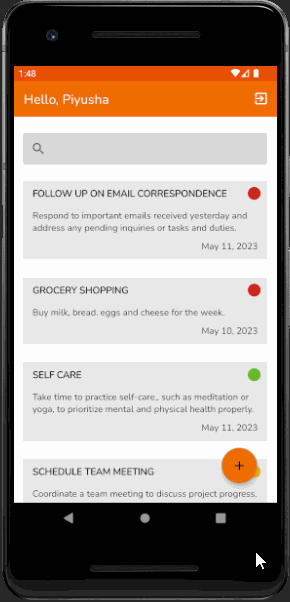 1:48
Hello, Piyusha
FOLLOW UP ON EMAIL CORRESPONDENCE
Respond to important emails received yesterday and
address any pending inquiries or tasks and duties.
May 11, 2023
GROCERY SHOPPING
Buy milk, bread, eggs and cheese for the week.
May 10, 2023
SELF CARE
Take time to practice self-care,, such as meditation or
yoga, to prioritize mental and physical health properly.
May 11, 2023
SCHEDULE TEAM MEETING
Coordinate a team meeting to discuss project progress,